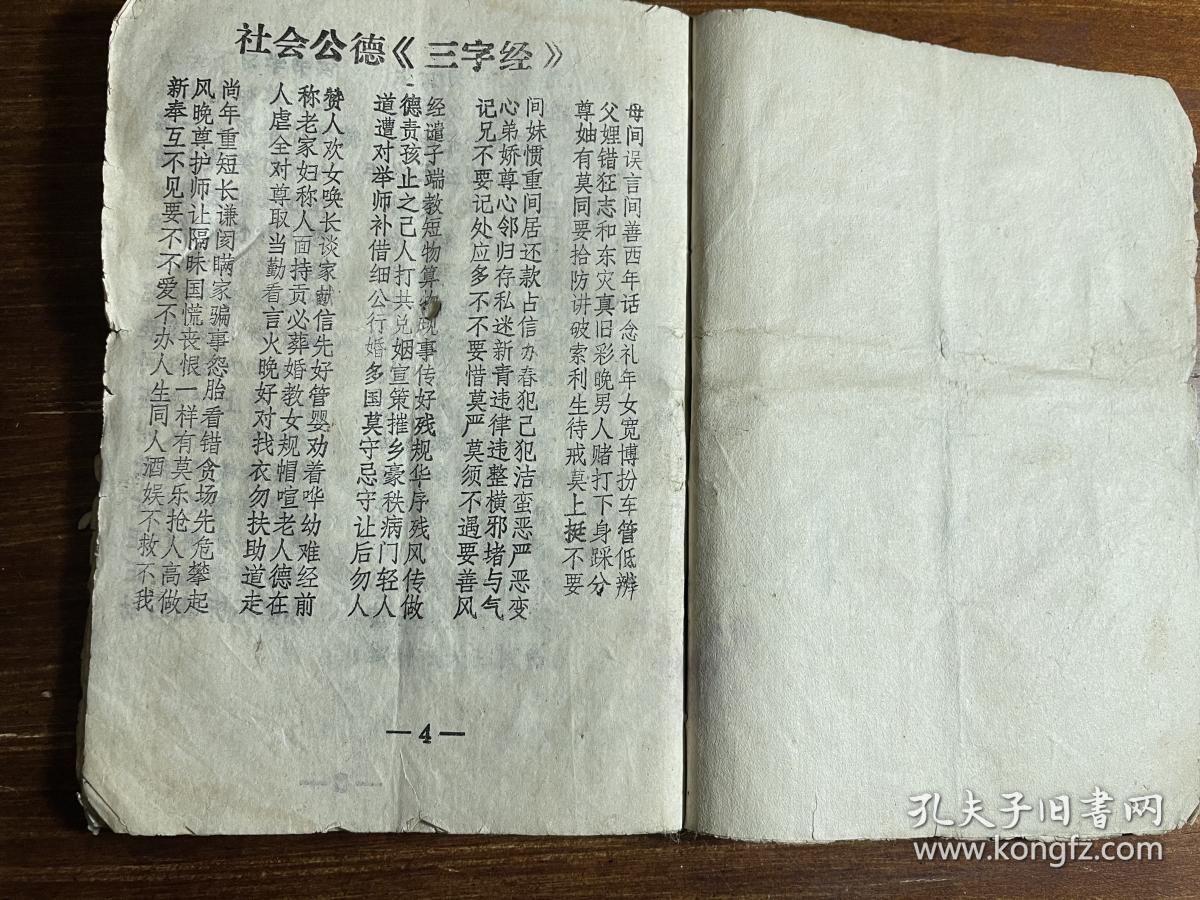 社会公德《三字经》
新风尚
奉晚年
互尊重
不护短
见师长
要让谦
不隔阂
不昧瞒
爱国家
不慌骗
办丧事
人恨怨
生一胎
同样看
人有错
酒莫贪
娱乐场
不抢先
救人危
不高攀
我做起
人称赞
虐老人
全家欢
对妇女
尊称唤
取人长
当面谈
勤持家
看贡献
言必信
火葬先
晚婚好
好教管
对女婴
找规劝
衣帽着
勿喧哗
扶老幼
助人难
道德经
走在前
道德经
遭责谴
对孩子
举止端
师之教
补己短
借人物
细打算
公共物
行兑现
婚姻事
多宣传
国策好
莫摧残
守乡规
忌豪华
守秩序
让病残
后门风
勿轻传
人人做
记心间
兄弟妹
不娇惯
要尊重
记心间
处邻居
应归还
多存款
不私占
不迷信
要新办
惜青春
莫违犯
严律己
莫违犯
须整洁
不横蛮
遇邪恶
要堵严
善与恶
风气变
尊父母
妯娌间
有错误
莫狂言
同志间
要和善
拾东西
防灾年
讲真话
破旧念
索彩礼
利晚年
生男女
待人宽
戒赌博
莫打扮
上下车
挺身管
不踩低
要分辨
—4—
孔夫子旧書网
www.kongfz.com